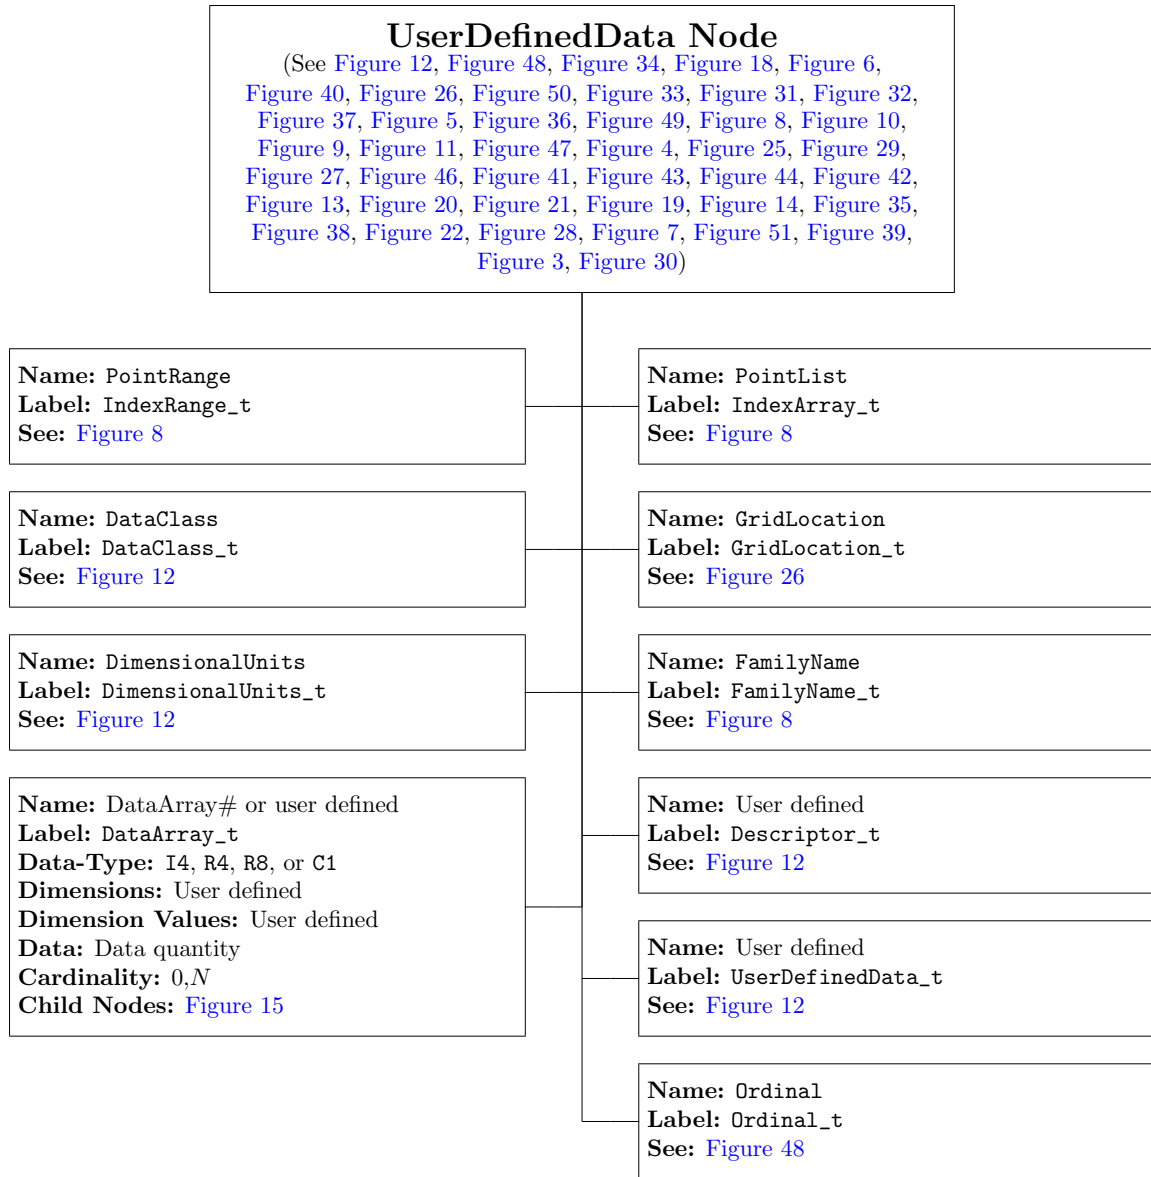 UserDefinedData Node
(See Figure 12, Figure 48, Figure 34, Figure 18, Figure 6,
Figure 40, Figure 26, Figure 50, Figure 33, Figure 31, Figure 32,
Figure 37, Figure 5, Figure 36, Figure 49, Figure 8, Figure 10,
Figure 9, Figure 11, Figure 47, Figure 4, Figure 25, Figure 29,
Figure 27, Figure 46, Figure 41, Figure 43, Figure 44, Figure 42,
Figure 13, Figure 20, Figure 21, Figure 19, Figure 14, Figure 35,
Figure 38, Figure 22, Figure 28, Figure 7, Figure 51, Figure 39,
Figure 3, Figure 30)
Name: PointRange
Label: IndexRange_t
See: Figure 8
Name: PointList
Label: IndexArray_t
See: Figure 8
Name: DataClass
Label: DataClass_t
See: Figure 12
Name: GridLocation
Label: GridLocation_t
See: Figure 26
Name: DimensionalUnits
Label: DimensionalUnits_t
See: Figure 12
Name: FamilyName
Label: FamilyName_t
See: Figure 8
Name: DataArray# or user defined
Label: DataArray_t
Data-Type: I4, R4, R8, or C1
Dimensions: User defined
Dimension Values: User defined
Data: Data quantity
Cardinality: 0,N
Child Nodes: Figure 15
Name: User defined
Label: Descriptor_t
See: Figure 12
Name: User defined
Label: UserDefinedData_t
See: Figure 12
Name: Ordinal
Label: Ordinal_t
See: Figure 48